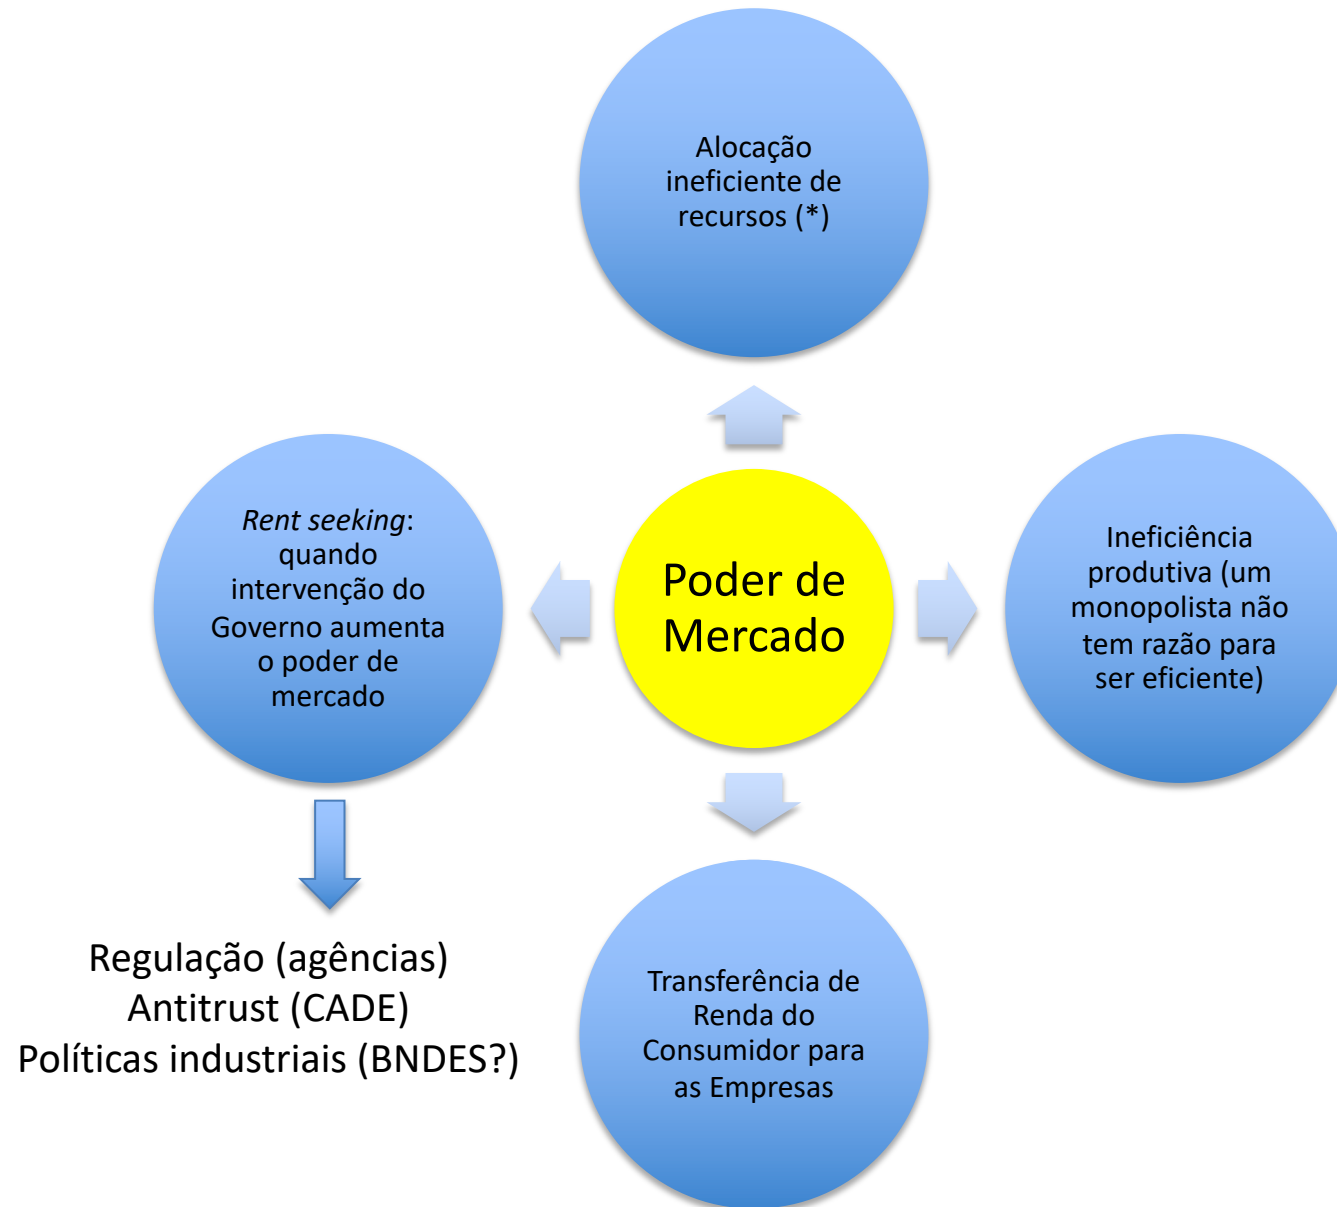 Alocação
ineficiente de
recursos (*)
Rent seeking:
quando
intervenção do
Governo aumenta
o poder de
mercado
Poder de
Mercado
Ineficiência
produtiva (um
monopolista não
tem razão para
ser eficiente)
Regulação (agências)
Antitrust (CADE)
Políticas industriais (BNDES?)
Transferência de
Renda do
Consumidor para
as Empresas